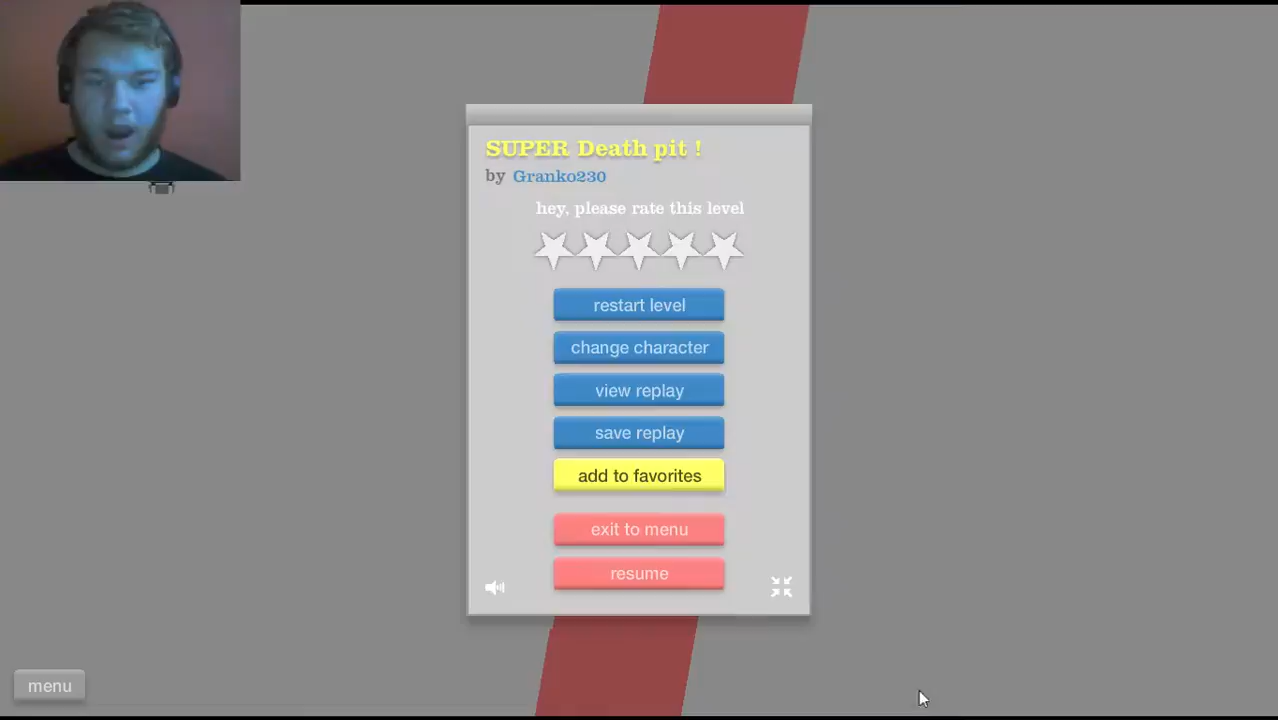 SUPER Death pit !
by Granko230
hey, please rate this level
restart level
change character
view replay
save replay
add to favorites
exit to menu
resume
menu